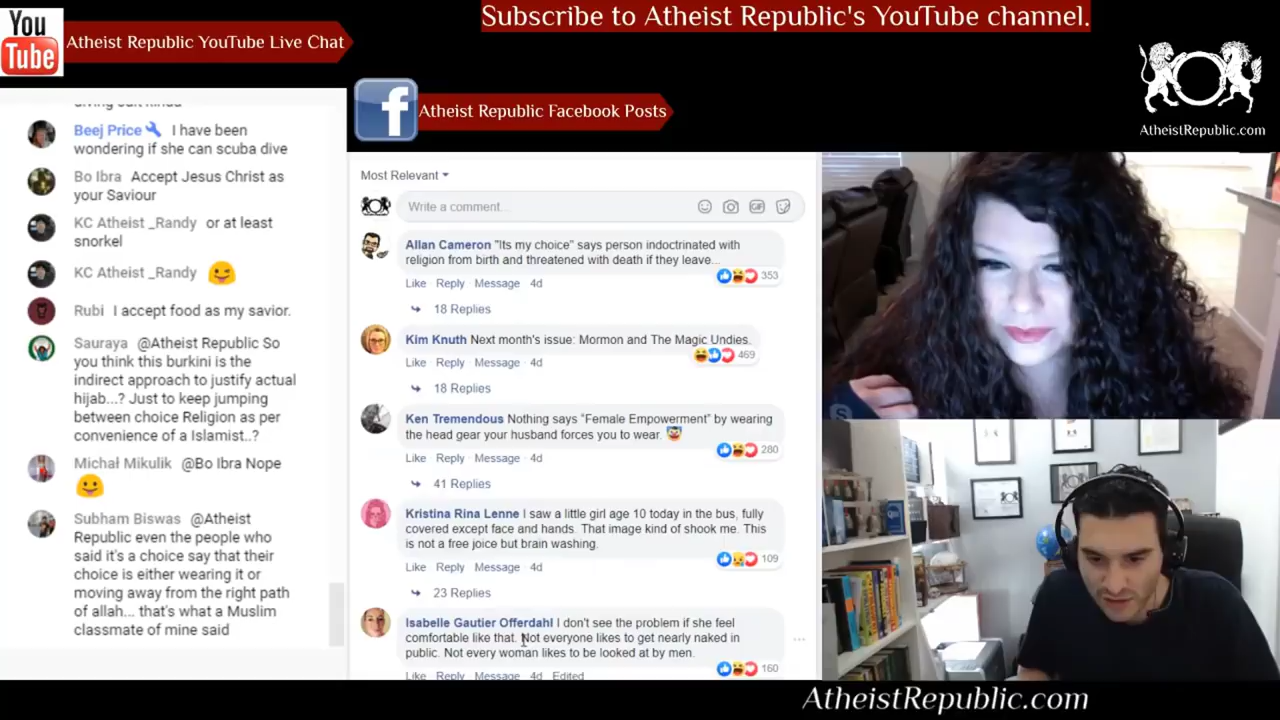 You
Tube
Atheist Republic YouTube Live Chat
Subscribe to Atheist Republic's YouTube channel.
AtheistRepublic.com
f
Atheist Republic Facebook Posts
Beej Price I have been
wondering if she can scuba dive
Bo Ibra Accept Jesus Christ as
your Saviour
KC Atheist _Randy or at least
snorkel
KC Atheist _Randy
Rubi I accept food as my savior.
Sauraya @Atheist Republic So
you think this burkini is the
indirect approach to justify actual
hijab...? Just to keep jumping
between choice Religion as per
convenience of a Islamist..?
Michał Mikulik @Bo Ibra Nope
Subham Biswas @Atheist
Republic even the people who
said it's a choice say that their
choice is either wearing it or
moving away from the right path
of allah... that's what a Muslim
classmate of mine said
Most Relevant
Write a comment...
GIF
Allan Cameron "Its my choice" says person indoctrinated with
religion from birth and threatened with death if they leave...
353
Like Reply Message 4d
18 Replies
Kim Knuth Next month's issue: Mormon and The Magic Undies.
469
Like Reply Message 4d
18 Replies
Ken Tremendous Nothing says “Female Empowerment” by wearing
the head gear your husband forces you to wear.
280
Like Reply Message 4d
41 Replies
Kristina Rina Lenne I saw a little girl age 10 today in the bus, fully
covered except face and hands. That image kind of shook me. This
is not a free joice but brain washing.
109
Like Reply Message 4d
23 Replies
Isabelle Gautier Offerdahl I don't see the problem if she feel
comfortable like that. Not everyone likes to get nearly naked in
public. Not every woman likes to be looked at by men.
160
Like Reply Message 4d Edited
AtheistRepublic.com